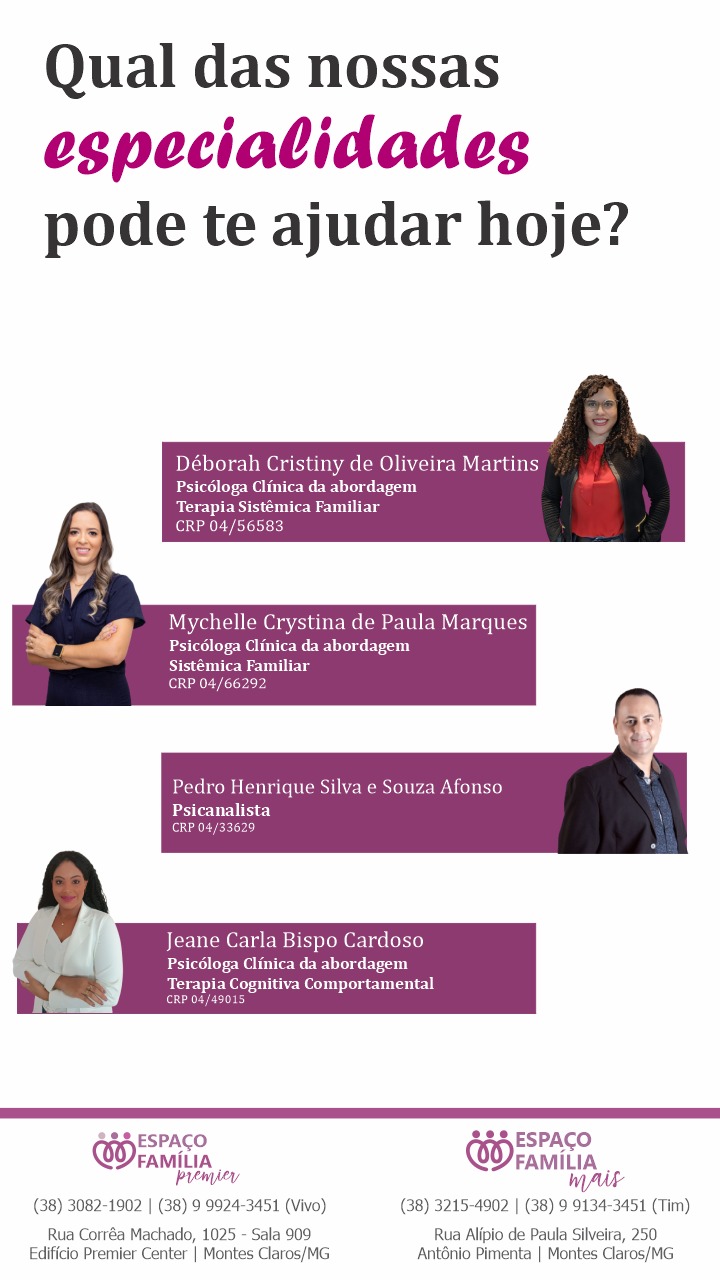 Qual das nossas
especialidades
pode te ajudar hoje?
Déborah Cristiny de Oliveira Martins
Psicóloga Clínica da abordagem
Terapia Sistêmica Familiar
CRP 04/56583
Mychelle Crystina de Paula Marques
Psicóloga Clínica da abordagem
Sistêmica Familiar
CRP 04/66292
Pedro Henrique Silva e Souza Afonso
Psicanalista
CRP 04/33629
Jeane Carla Bispo Cardoso
Psicóloga Clínica da abordagem
Terapia Cognitiva Comportamental
CRP 04/49015
ESPAÇO
FAMÍLIA
premier
(38) 3082-1902 | (38) 9 9924-3451 (Vivo)
Rua Corrêa Machado, 1025 - Sala 909
Edifício Premier Center | Montes Claros/MG
ESPAÇO
FAMÍLIA
mais
(38) 3215-4902 | (38) 9 9134-3451 (Tim)
Rua Alípio de Paula Silveira, 250
Antônio Pimenta | Montes Claros/MG